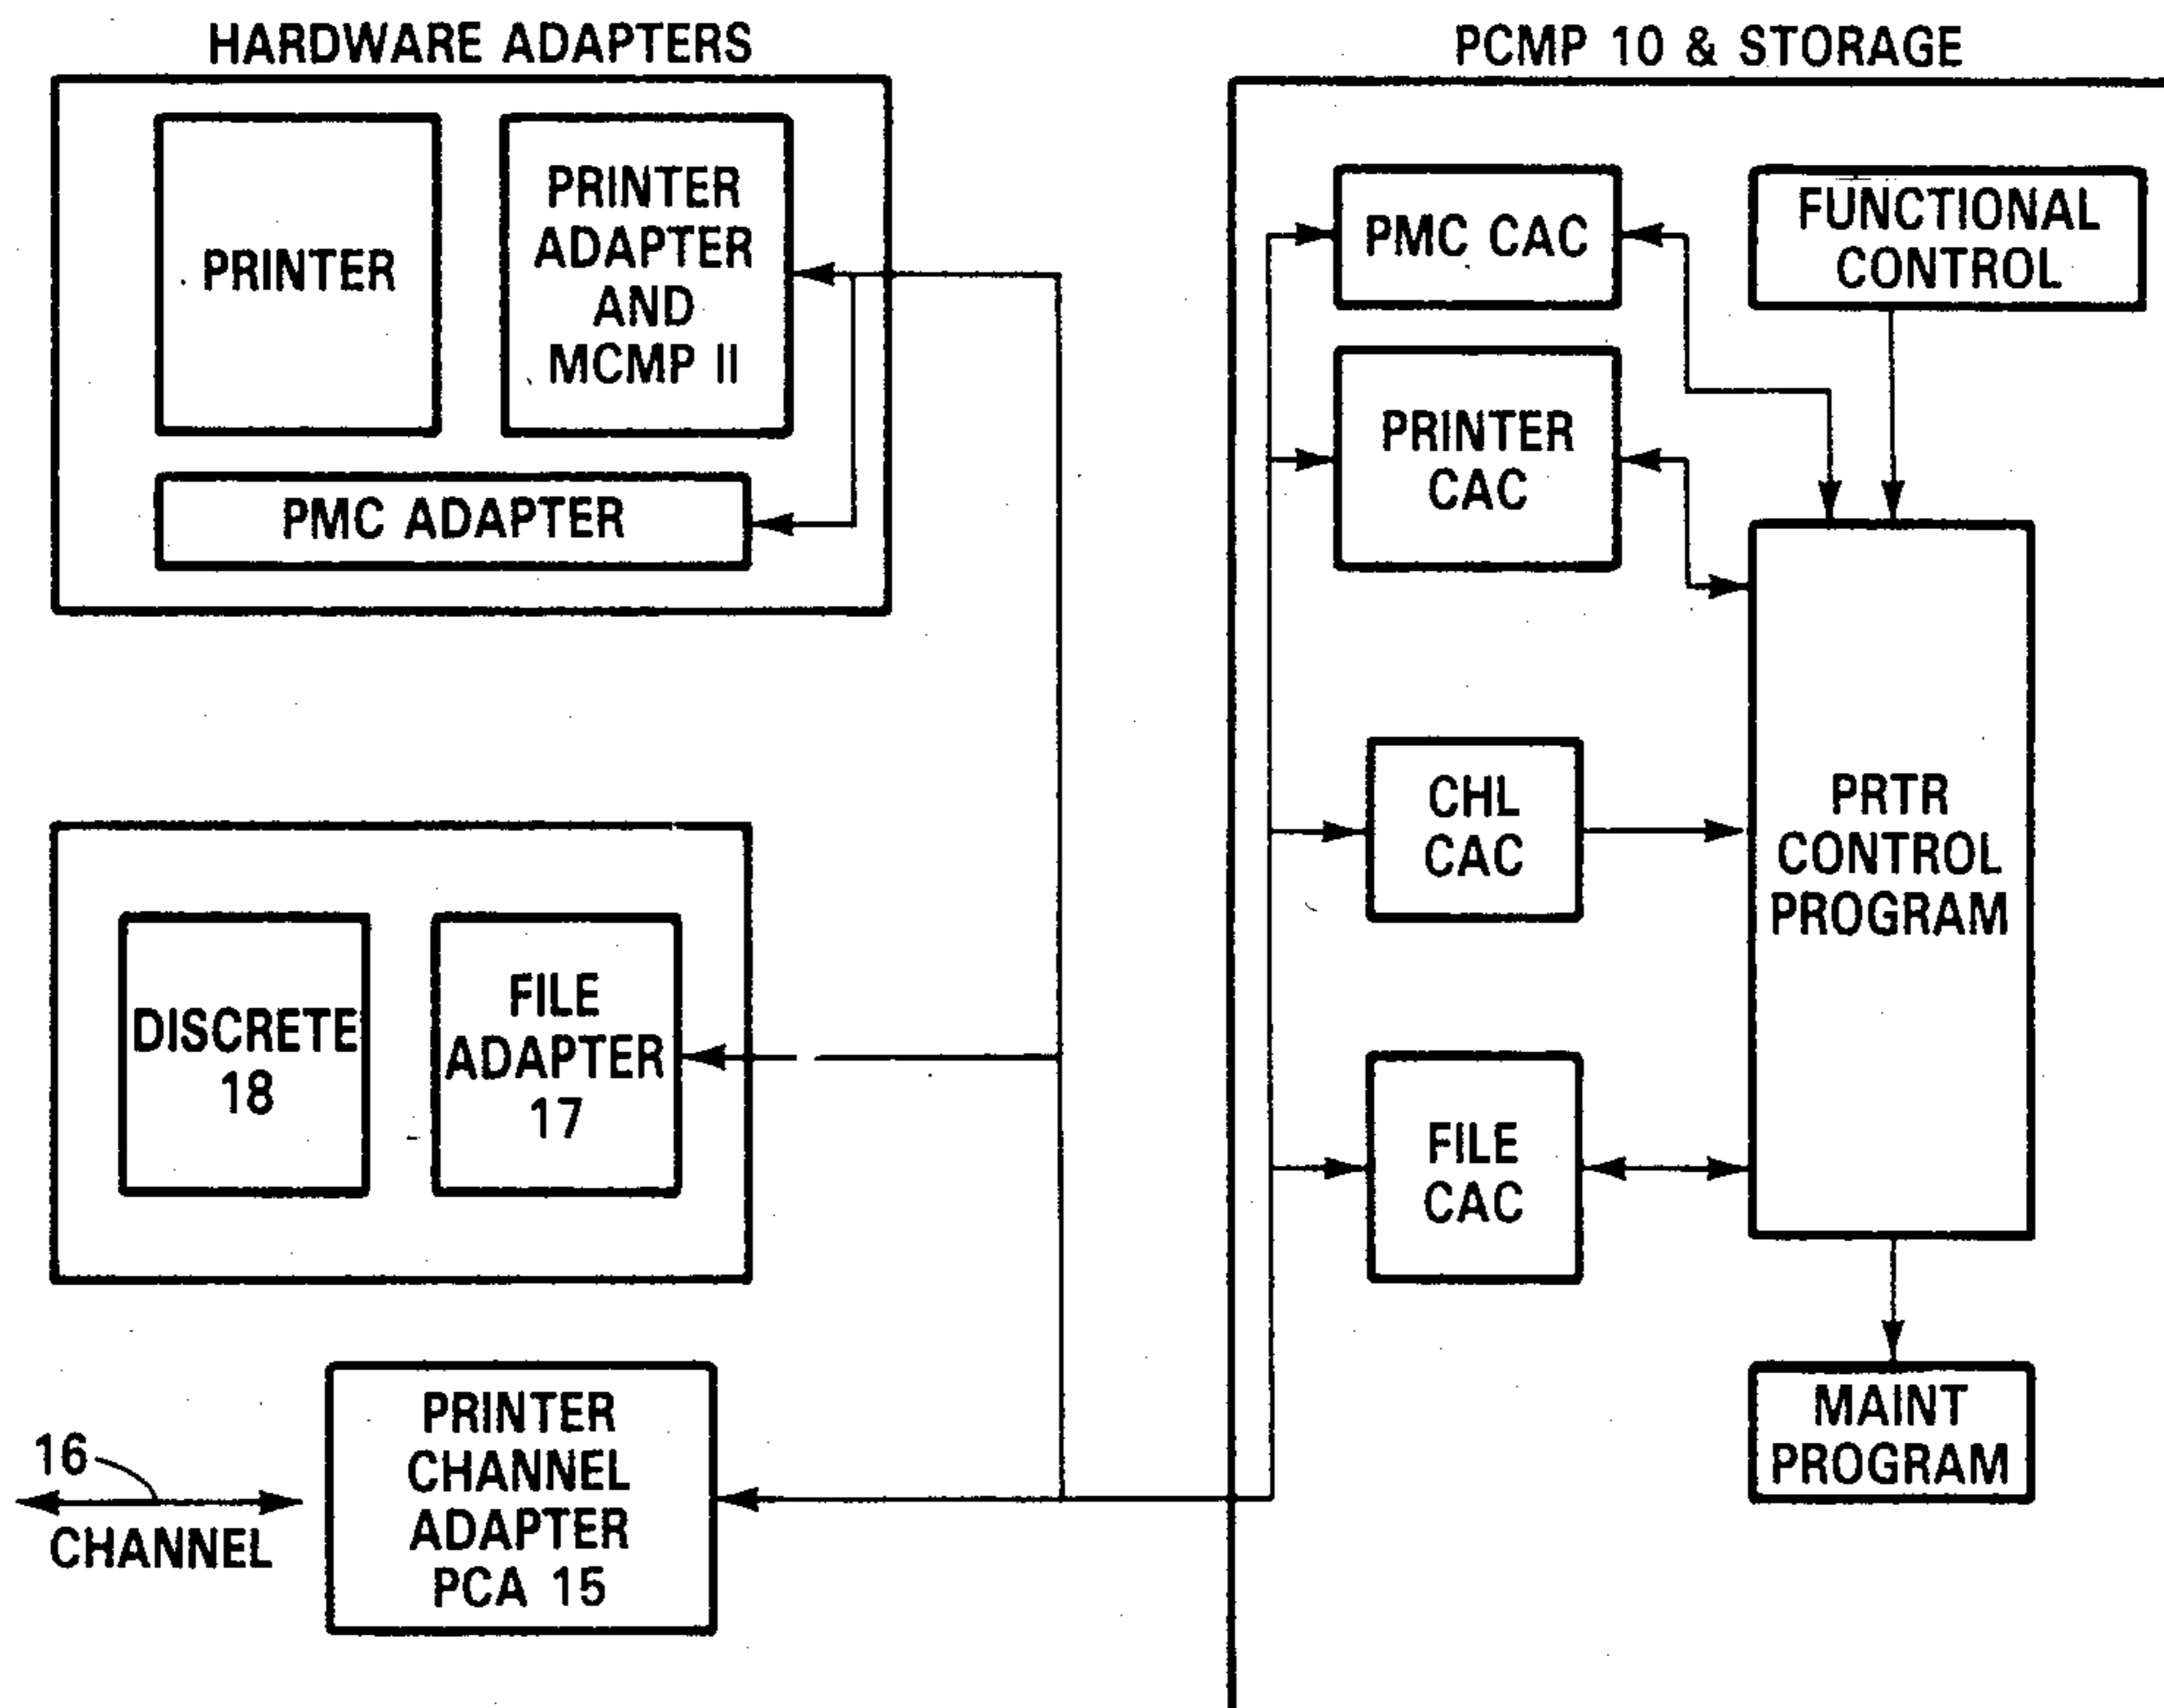 HARDWARE ADAPTERS
PRINTER
PRINTER
ADAPTER
AND
MCMP II
PMC ADAPTER
DISCRETE
18
FILE
ADAPTER
17
PRINTER
CHANNEL
ADAPTER
PCA 15
16
CHANNEL
PCMP 10 & STORAGE
PMC CAC
FUNCTIONAL
CONTROL
PRINTER
CAC
CHL
CAC
PRTR
CONTROL
PROGRAM
FILE
CAC
MAINT
PROGRAM